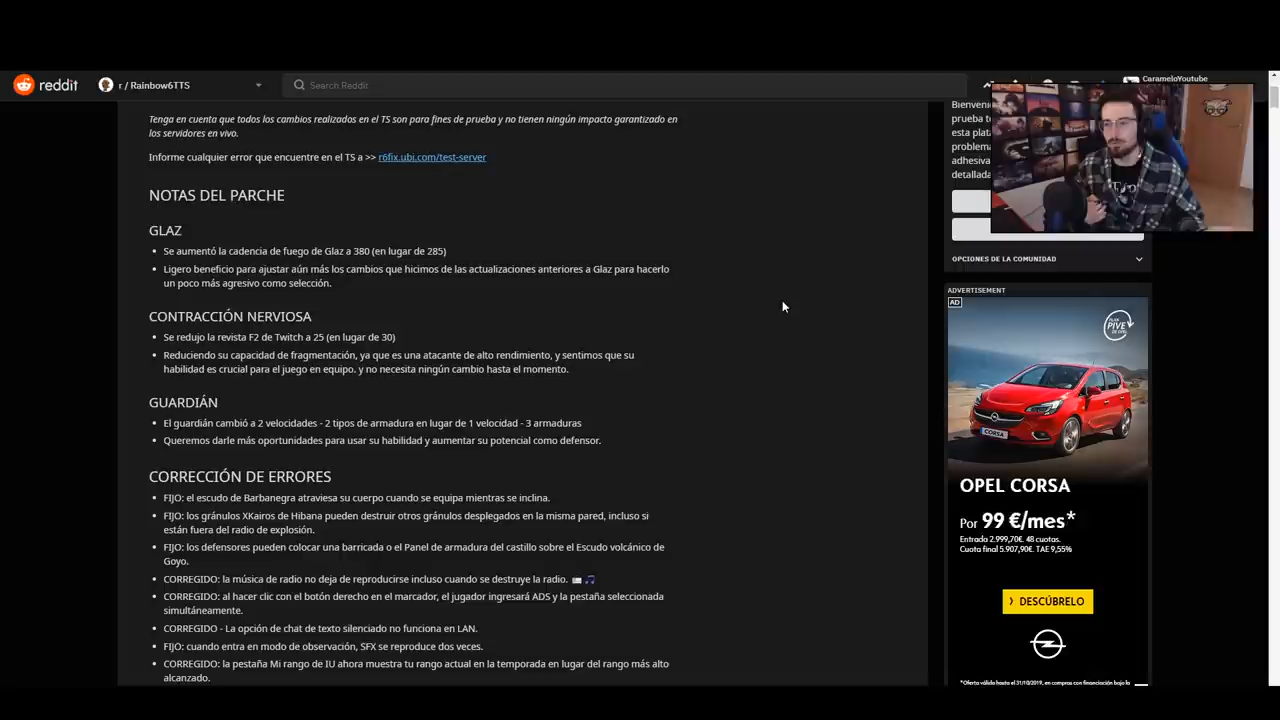 reddit
r / Rainbow6TTS
Search Reddit
CarameloYoutube
Tenga en cuenta que todos los cambios realizados en el TS son para fines de prueba y no tienen ningún impacto garantizado en
los servidores en vivo.
Informe cualquier error que encuentre en el TS a >> r6fix.ubi.com/test-server
NOTAS DEL PARCHE
GLAZ
• Se aumentó la cadencia de fuego de Glaz a 380 (en lugar de 285)
• Ligero beneficio para ajustar aún más los cambios que hicimos de las actualizaciones anteriores a Glaz para hacerlo
un poco más agresivo como selección.
CONTRACCIÓN NERVIOSA
• Se redujo la revista F2 de Twitch a 25 (en lugar de 30)
• Reduciendo su capacidad de fragmentación, ya que es una atacante de alto rendimiento, y sentimos que su
habilidad es crucial para el juego en equipo. y no necesita ningún cambio hasta el momento.
GUARDIÁN
• El guardián cambió a 2 velocidades - 2 tipos de armadura en lugar de 1 velocidad - 3 armaduras
• Queremos darle más oportunidades para usar su habilidad y aumentar su potencial como defensor.
CORRECCIÓN DE ERRORES
• FIJO: el escudo de Barbanegra atraviesa su cuerpo cuando se equipa mientras se inclina.
• FIJO: los gránulos XKairos de Hibana pueden destruir otros gránulos desplegados en la misma pared, incluso si
están fuera del radio de explosión.
• FIJO: los defensores pueden colocar una barricada o el Panel de armadura del castillo sobre el Escudo volcánico de
Goyo.
• CORREGIDO: la música de radio no deja de reproducirse incluso cuando se destruye la radio.
• CORREGIDO: al hacer clic con el botón derecho en el marcador, el jugador ingresará ADS y la pestaña seleccionada
simultáneamente.
• CORREGIDO - La opción de chat de texto silenciado no funciona en LAN.
• FIJO: cuando entra en modo de observación, SFX se reproduce dos veces.
• CORREGIDO: la pestaña Mi rango de IU ahora muestra tu rango actual en la temporada en lugar del rango más alto
alcanzado.
prueba
esta
OPCIONES DE LA COMUNIDAD
ADVERTISEMENT
AD
PLAN
PIVE
CORSA
OPEL CORSA
Por 99 €/mes*
Entrada 2.999,70€. 48 cuotas.
Cuota final 5.907,90€. TAE 9,55%
DESCÚBRELO
*Oferta válida hasta el 31/10/2019, en compras con financiación bajo la